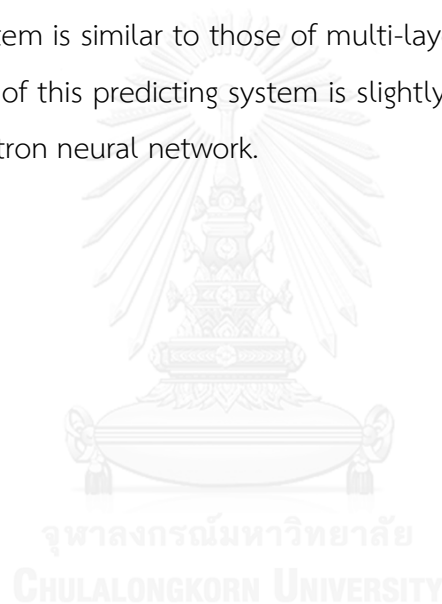 tem is similar to those of multi-lay
of this predicting system is slightly
tron neural network.
จุฬาลงกรณ์มหาวิทยาลัย
CHULALONGKORN UNIVERSITY